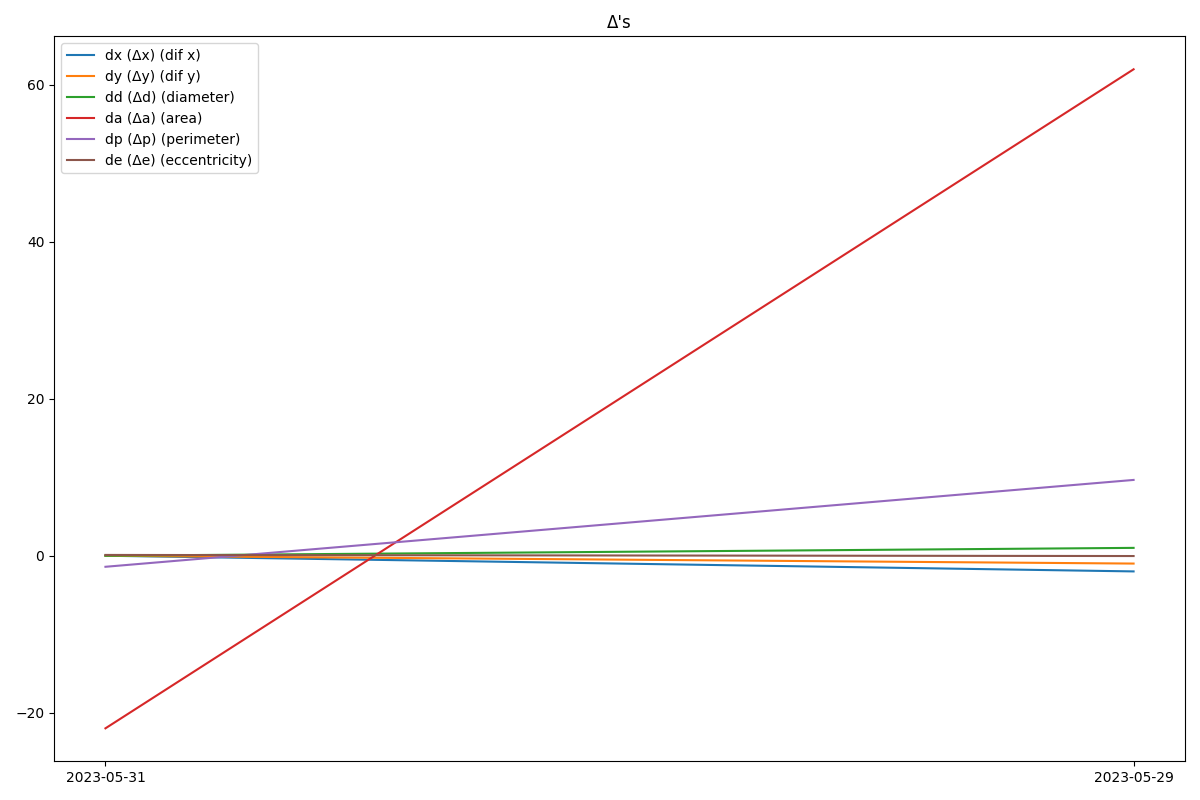 Δ's
dx (Δx) (dif x)
dy (Δy) (dif y)
dd (Δd) (diameter)
da (Δa) (area)
dp (Δp) (perimeter)
de (Δe) (eccentricity)
60
40
20
0
−20
2023-05-31
2023-05-29